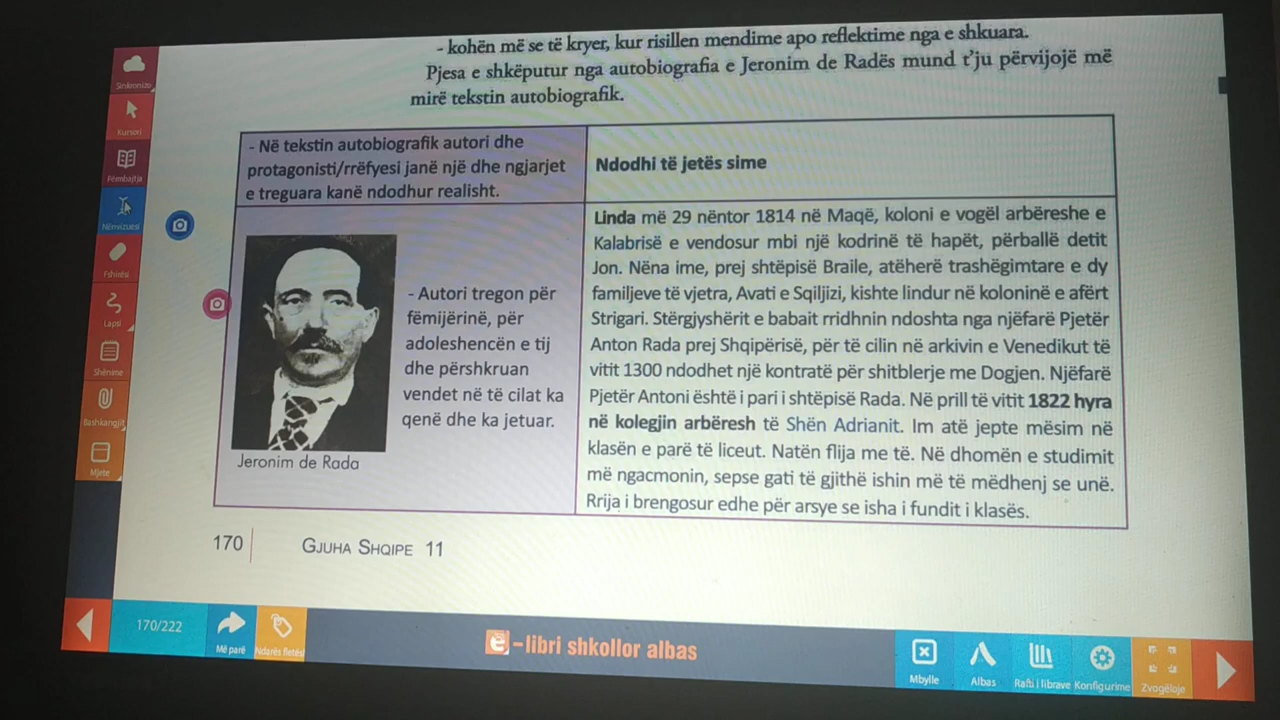 - kohën më se të kryer, kur risillen mendime apo reflektime nga e shkuara.
Pjesa e shkëputur nga autobiografia e Jeronim de Radës mund t'ju përvijojë më
mirë tekstin autobiografik.
- Në tekstin autobiografik autori dhe
protagonisti/rrëfyesi janë një dhe ngjarjet
e treguara kanë ndodhur realisht.
Ndodhi të jetës sime
- Autori tregon për
fëmijërinë, për
adoleshencën e tij
dhe përshkruan
vendet në të cilat ka
qenë dhe ka jetuar.
Jeronim de Rada
Linda më 29 nëntor 1814 në Maqë, koloni e vogël arbëreshe e
Kalabrisë e vendosur mbi një kodrinë të hapët, përballë detit
Jon. Nëna ime, prej shtëpisë Braile, atëherë trashëgimtare e dy
familjeve të vjetra, Avati e Sqiljizi, kishte lindur në koloninë e afërt
Strigari. Stërgjyshërit e babait rridhnin ndoshta nga njëfarë Pjetër
Anton Rada prej Shqipërisë, për të cilin në arkivin e Venedikut të
vitit 1300 ndodhet një kontratë për shitblerje me Dogjen. Njëfarë
Pjetër Antoni është i pari i shtëpisë Rada. Në prill të vitit 1822 hyra
në kolegjin arbëresh të Shën Adrianit. Im atë jepte mësim në
klasën e parë të liceut. Natën flija me të. Në dhomën e studimit
më ngacmonin, sepse gati të gjithë ishin më të mëdhenj se unë.
Rrija i brengosur edhe për arsye se isha i fundit i klasës.
170 GJUHA SHQIPE 11
Sinkronizo
Kursori
Përmbajtja
Nënvizuesi
Fshirësi
Lapsi
Shënime
Bashkangjit
Mjete
170/222
Më parë
Ndarës fletësh
ë-libri shkollor albas
Mbylle
Albas
Rafti i librave
Konfigurime
Zvogëloje